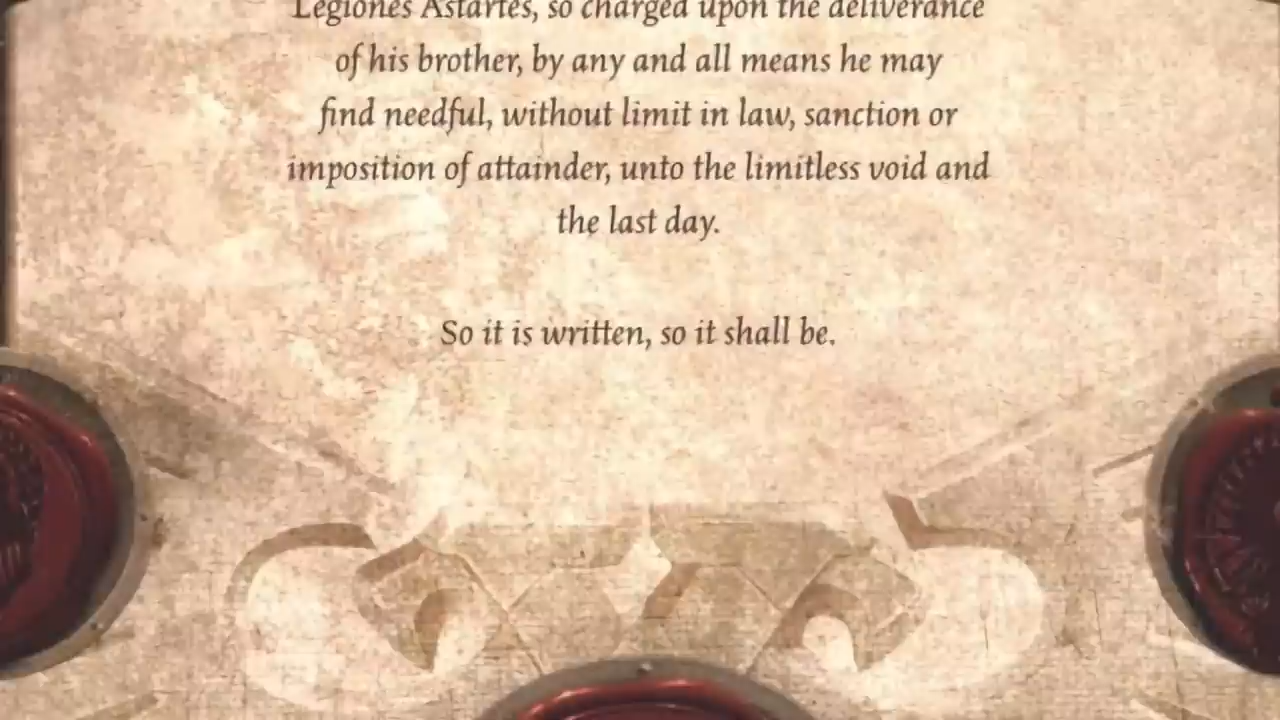 Legiones Astartes, so charged upon the deliverance
of his brother, by any and all means he may
find needful, without limit in law, sanction or
imposition of attainder, unto the limitless void and
the last day.
So it is written, so it shall be.